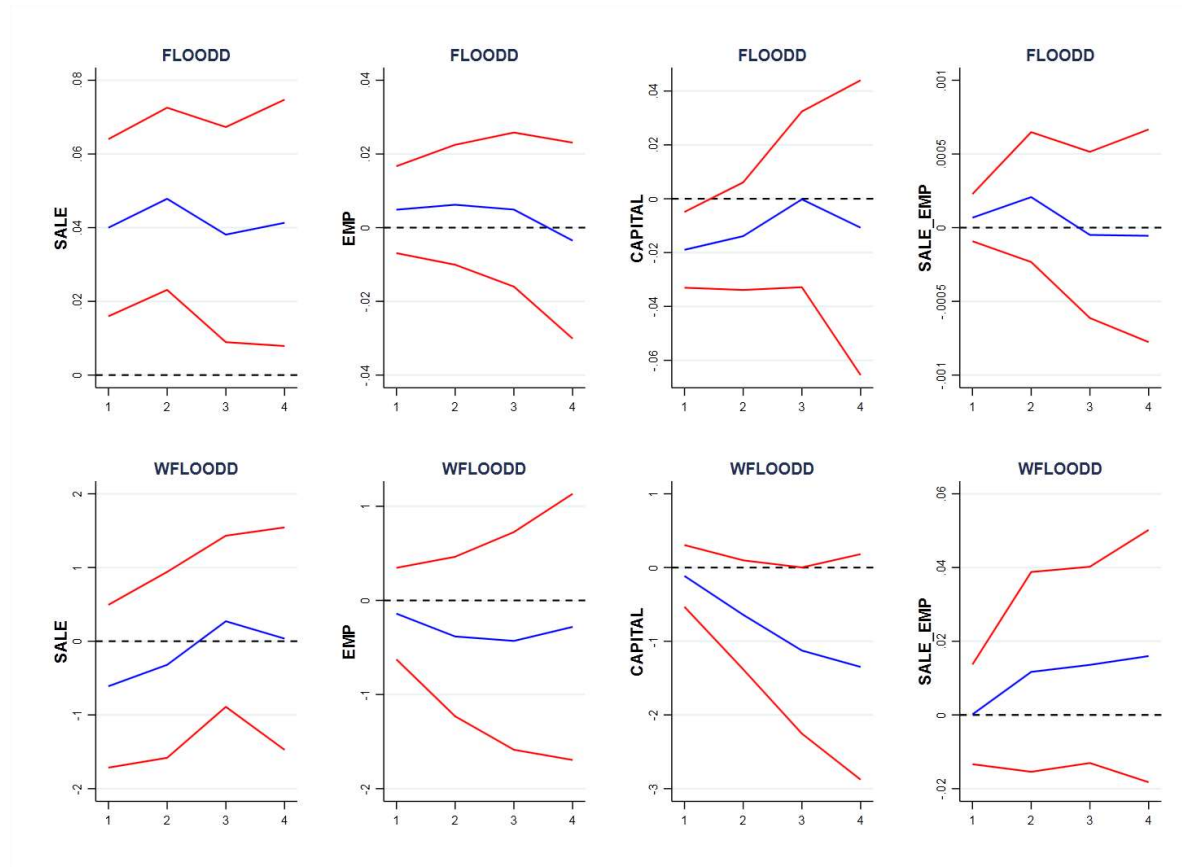 FLOODD
SALE
0 .02 .04 .06 .08
1 2 3 4
FLOODD
EMP
-.04 -.02 0 .02 .04
1 2 3 4
FLOODD
CAPITAL
-.06 -.04 -.02 0 .02 .04
1 2 3 4
FLOODD
SALE_EMP
-.001 -.0005 0 .0005 .001
1 2 3 4
WFLOODD
SALE
-2 -1 0 1 2
1 2 3 4
WFLOODD
EMP
-2 -1 0 1
1 2 3 4
WFLOODD
CAPITAL
-3 -2 -1 0 1
1 2 3 4
WFLOODD
SALE_EMP
-.02 0 .02 .04 .06
1 2 3 4